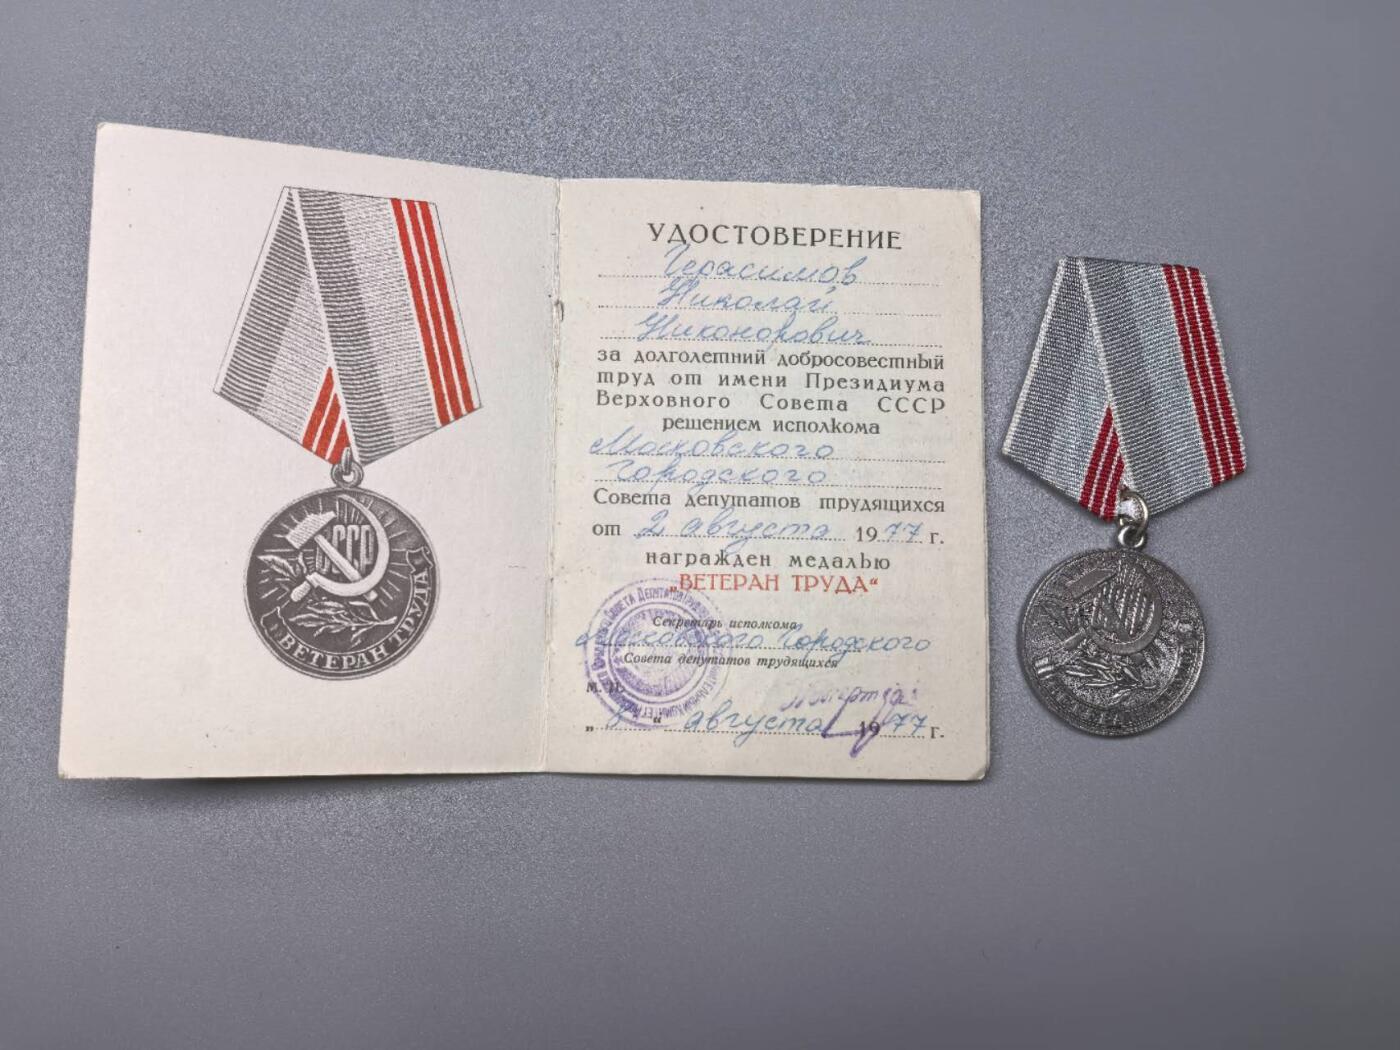 СССР
ВЕТЕРАН ТРУДА
УДОСТОВЕРЕНИЕ
Герасимов
Николай
Никонорович
за долголетний добросовестный
труд от имени Президиума
Верховного Совета СССР
решением исполкома
Московского
Городского
Совета депутатов трудящихся
от 2 августа 1977 г.
награжден медалью
„ВЕТЕРАН ТРУДА“
Секретарь исполкома
Московского Городского
Совета депутатов трудящихся
М. П.
августа 1977 г.